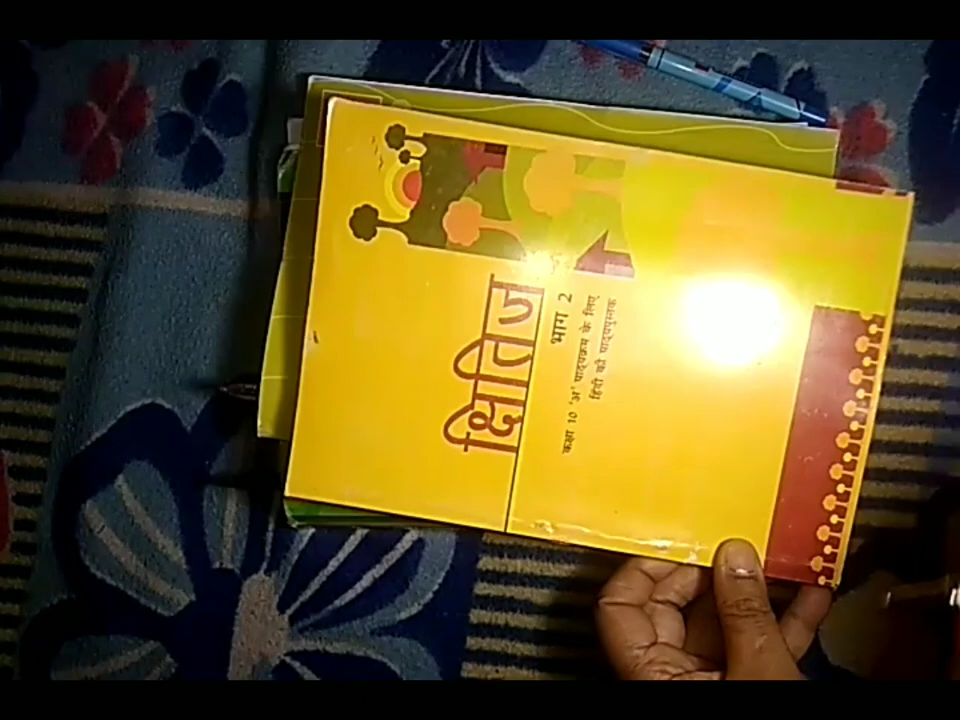 क्षितिज
भाग 2
कक्षा 10 'अ' पाठ्यक्रम के लिए
हिंदी की पाठ्यपुस्तक